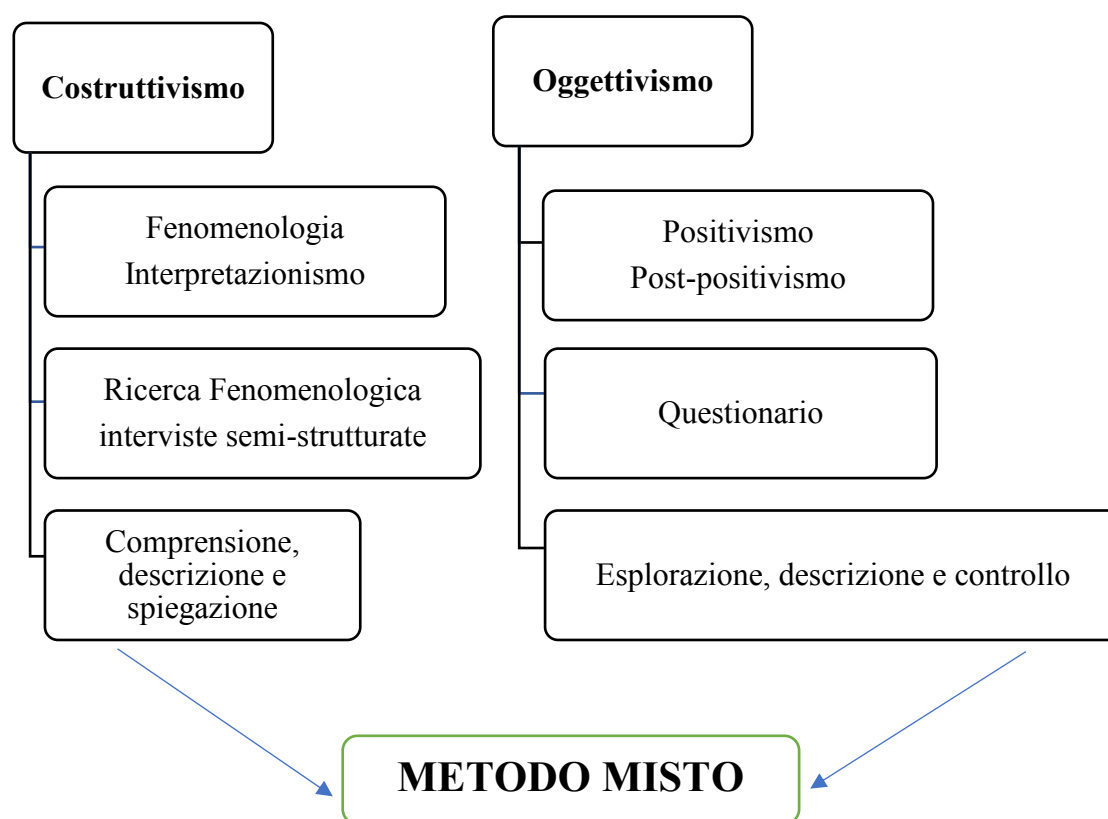 Costruttivismo
Fenomenologia
Interpretazionismo
Ricerca Fenomenologica
interviste semi-strutturate
Comprensione,
descrizione e
spiegazione
Oggettivismo
Positivismo
Post-positivismo
Questionario
Esplorazione, descrizione e controllo
METODO MISTO